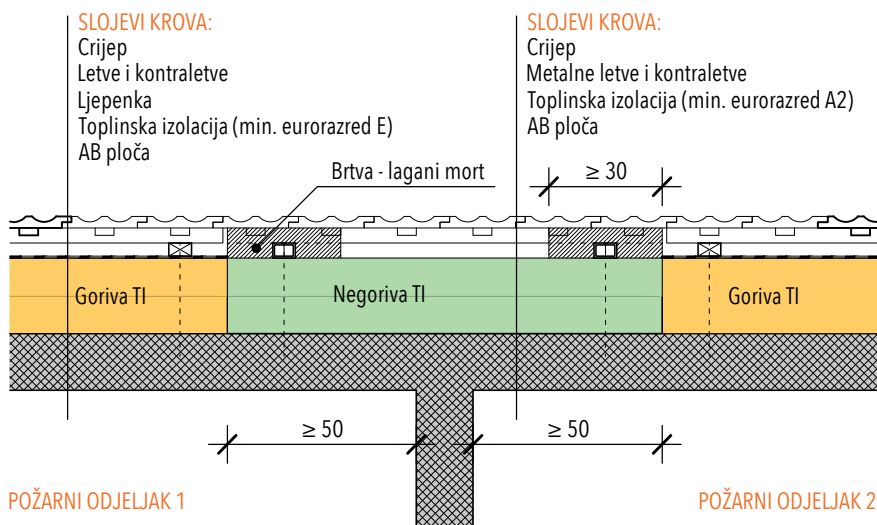 SLOJEVI KROVA:
Crijep
Letve i kontraletve
Ljepenka
Toplinska izolacija (min. eurorazred E)
AB ploča
SLOJEVI KROVA:
Crijep
Metalne letve i kontraletve
Toplinska izolacija (min. eurorazred A2)
AB ploča
Brtva - lagani mort
≥ 30
Goriva TI
Negoriva TI
Goriva TI
≥ 50
≥ 50
POŽARNI ODJELJAK 1
POŽARNI ODJELJAK 2